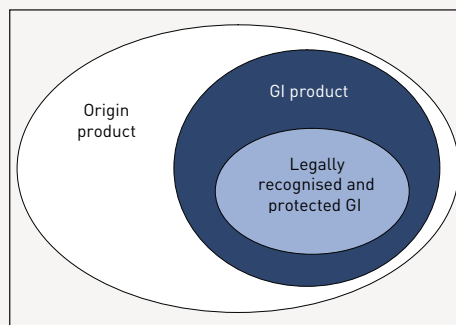 Origin
product
GI product
Legally
recognised and
protected GI